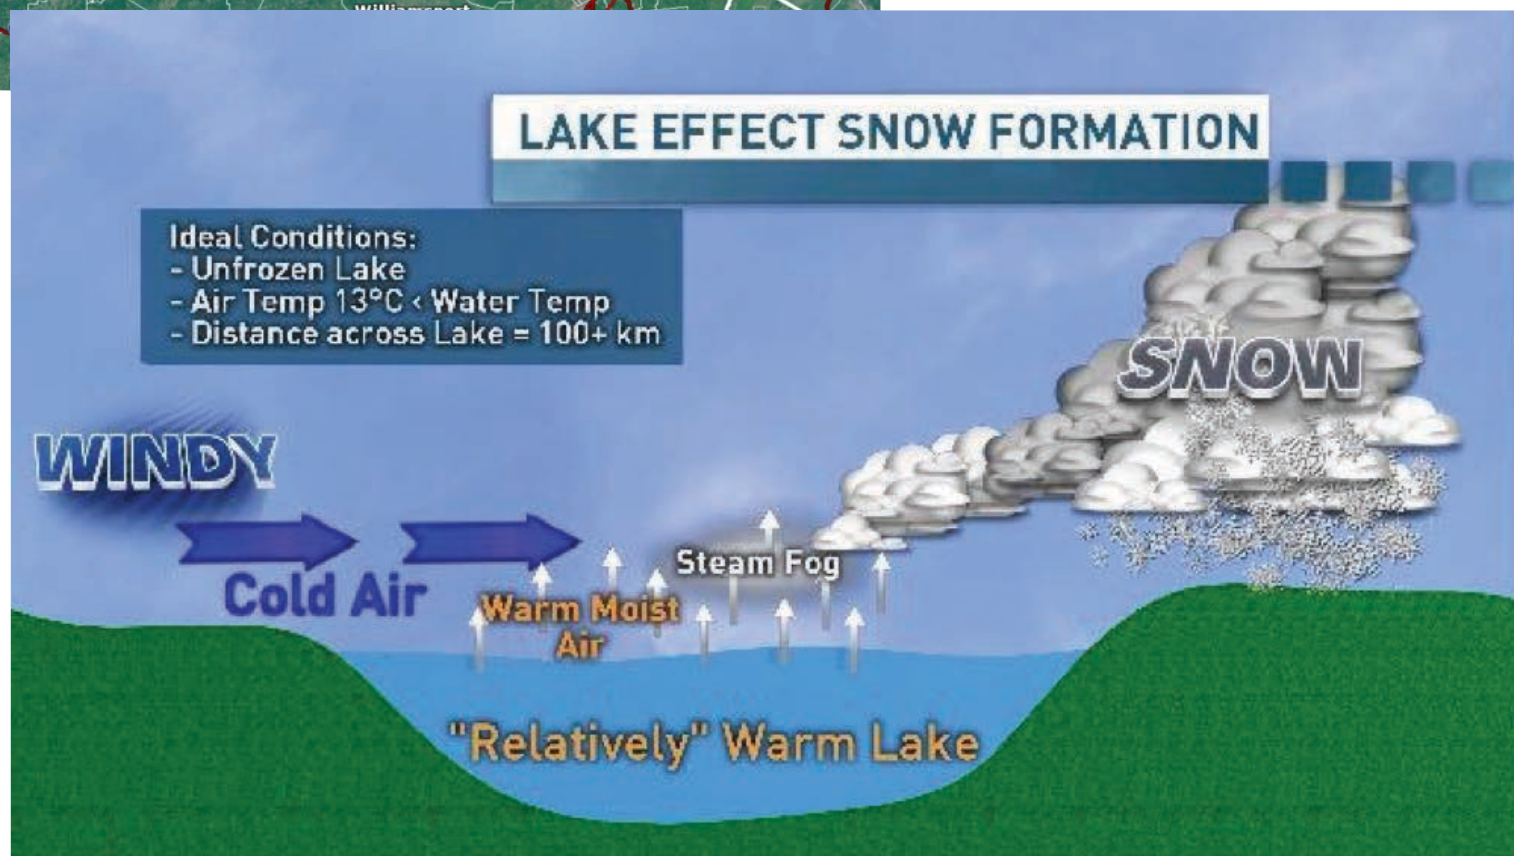 Williamsport
LAKE EFFECT SNOW FORMATION
Ideal Conditions:
- Unfrozen Lake
- Air Temp 13°C < Water Temp
- Distance across Lake = 100+ km
SNOW
WINDY
Steam Fog
Cold Air
Warm Moist
Air
"Relatively" Warm Lake